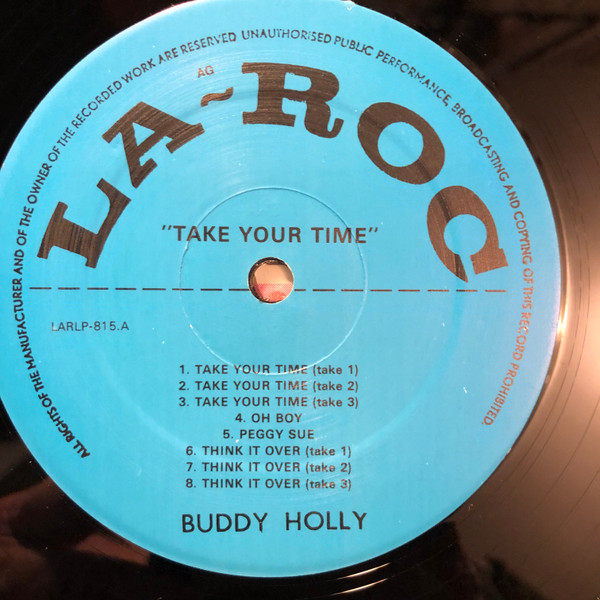 ALL RIGHTS OF THE MANUFACTURER AND OF THE OWNER OF THE RECORDED WORK ARE RESERVED UNAUTHORISED PUBLIC PERFORMANCE, BROADCASTING AND COPYING OF THIS RECORD PROHIBITED.
AG
LA~ROC
"TAKE YOUR TIME"
LARLP-815.A
1. TAKE YOUR TIME (take 1)
2. TAKE YOUR TIME (take 2)
3. TAKE YOUR TIME (take 3)
4. OH BOY
5. PEGGY SUE
6. THINK IT OVER (take 1)
7. THINK IT OVER (take 2)
8. THINK IT OVER (take 3)
BUDDY HOLLY